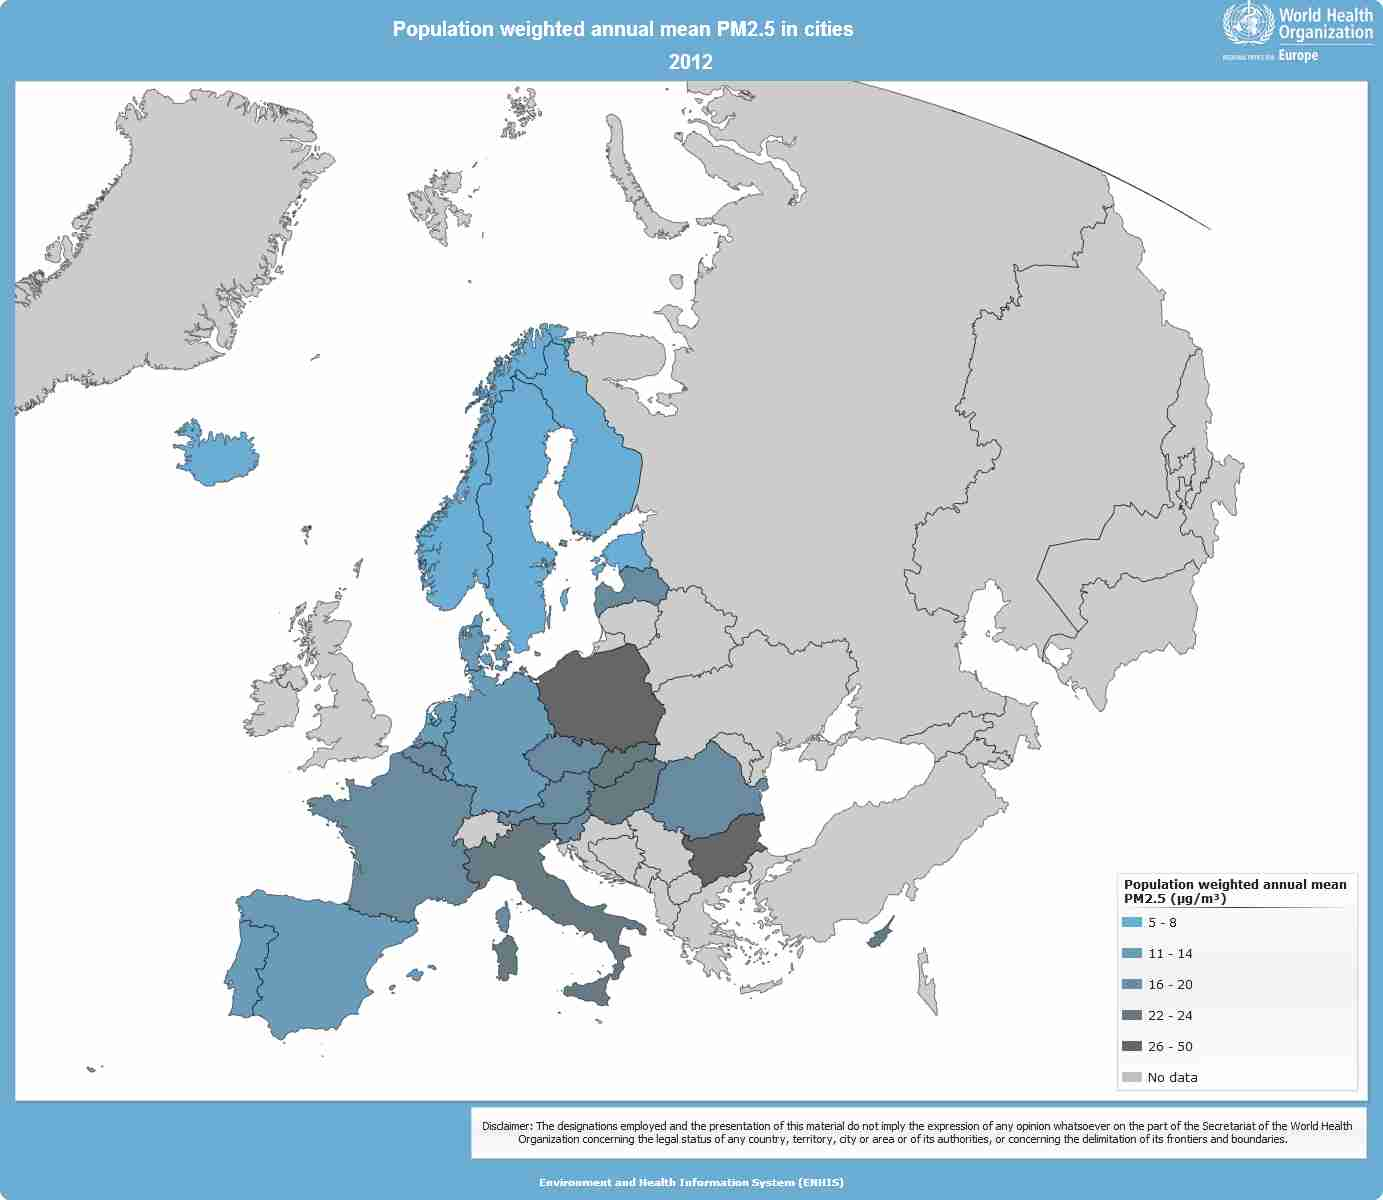 Population weighted annual mean PM2.5 in cities
2012
World Health
Organization
REGIONAL OFFICE FOR Europe
Population weighted annual mean
PM2.5 (µg/m³)
5 - 8
11 - 14
16 - 20
22 - 24
26 - 50
No data
Disclaimer: The designations employed and the presentation of this material do not imply the expression of any opinion whatsoever on the part of the Secretariat of the World Health
Organization concerning the legal status of any country, territory, city or area or of its authorities, or concerning the delimitation of its frontiers and boundaries.
Environment and Health Information System (ENHIS)